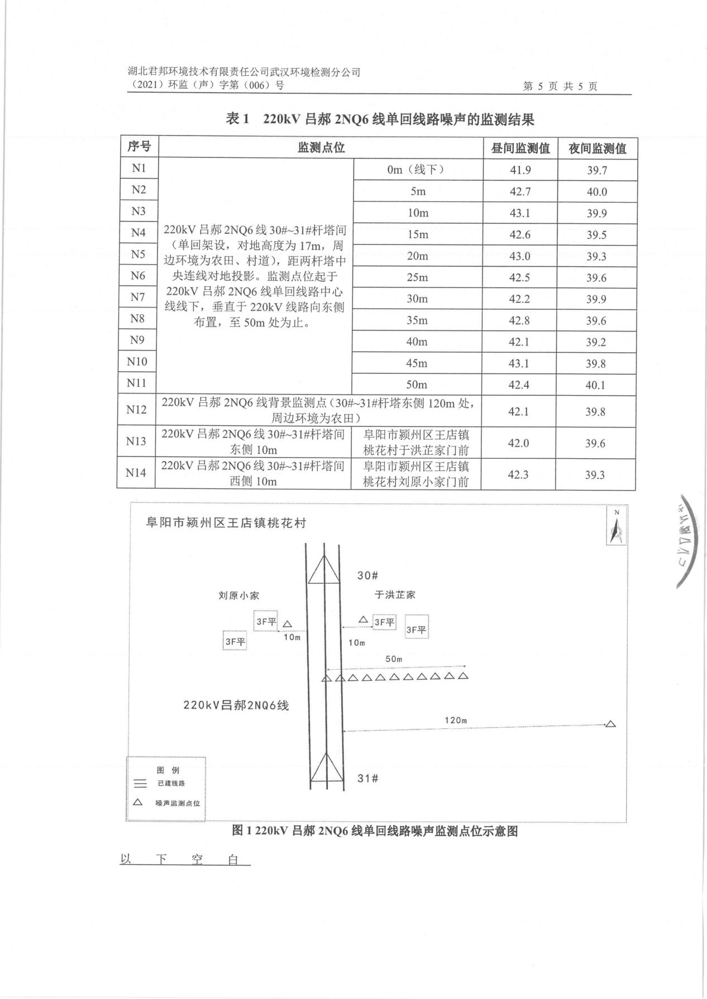 湖北君邦环境技术有限责任公司武汉环境检测分公司
（2021）环监（声）字第（006）号
第 5 页 共 5 页
表 1 220kV 吕郝 2NQ6 线单回线路噪声的监测结果
序号 监测点位 昼间监测值 夜间监测值
N1 0m（线下） 41.9 39.7
N2 5m 42.7 40.0
N3 10m 43.1 39.9
N4 15m 42.6 39.5
N5 20m 43.0 39.3
N6 25m 42.5 39.6
N7 30m 42.2 39.9
N8 35m 42.8 39.6
N9 40m 42.1 39.2
N10 45m 43.1 39.8
N11 50m 42.4 40.1
220kV 吕郝 2NQ6 线 30#~31#杆塔间
（单回架设，对地高度为 17m，周
边环境为农田、村道），距两杆塔中
央连线对地投影。监测点位起于
220kV 吕郝 2NQ6 线单回线路中心
线线下，垂直于 220kV 线路向东侧
布置，至 50m 处为止。
N12 220kV 吕郝 2NQ6 线背景监测点（30#~31#杆塔东侧 120m 处， 42.1 39.8
周边环境为农田）
N13 220kV 吕郝 2NQ6 线 30#~31#杆塔间 阜阳市颍州区王店镇 42.0 39.6
东侧 10m 桃花村于洪芷家门前
N14 220kV 吕郝 2NQ6 线 30#~31#杆塔间 阜阳市颍州区王店镇 42.3 39.3
西侧 10m 桃花村刘原小家门前
阜阳市颍州区王店镇桃花村
N
30#
刘原小家
于洪芷家
3F平
3F平
3F平
3F平
10m
10m
50m
220kV吕郝2NQ6线
120m
31#
图 例
已建线路
噪声监测点位
图 1 220kV 吕郝 2NQ6 线单回线路噪声监测点位示意图
以 下 空 白